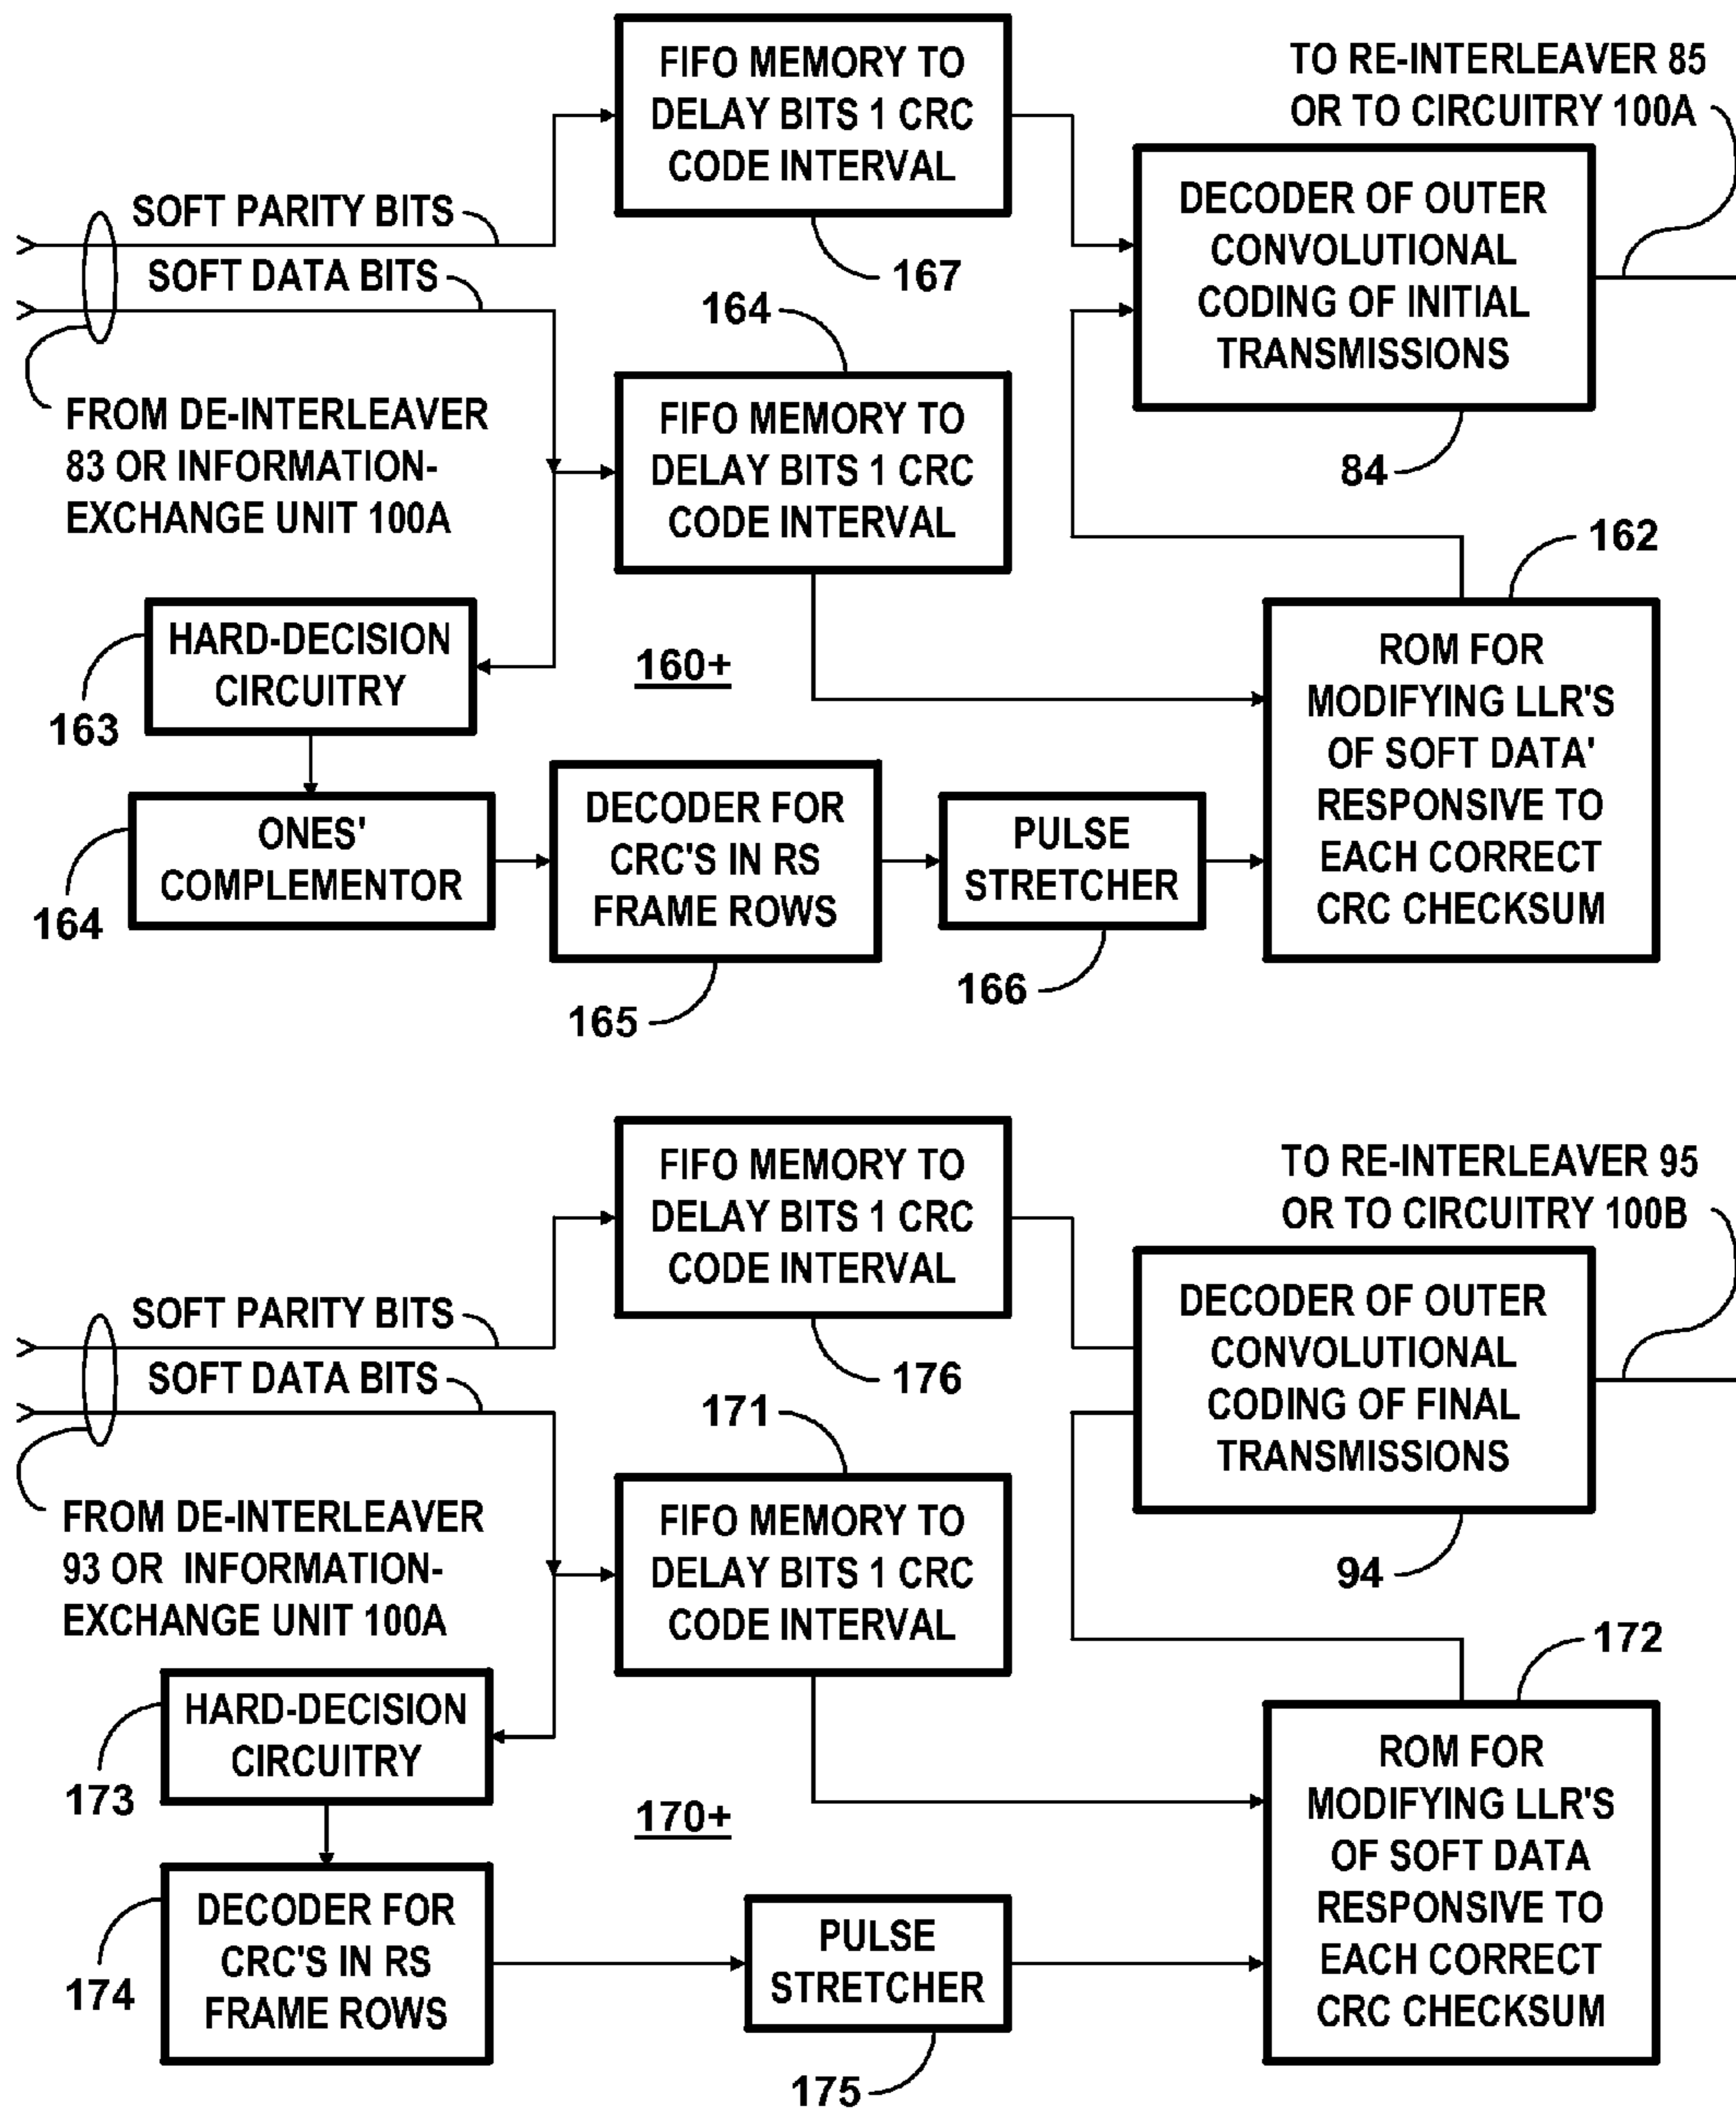 FIFO MEMORY TO
DELAY BITS 1 CRC
CODE INTERVAL
167
TO RE-INTERLEAVER 85
OR TO CIRCUITRY 100A
SOFT PARITY BITS
SOFT DATA BITS
FROM DE-INTERLEAVER
83 OR INFORMATION-
EXCHANGE UNIT 100A
DECODER OF OUTER
CONVOLUTIONAL
CODING OF INITIAL
TRANSMISSIONS
84
164
FIFO MEMORY TO
DELAY BITS 1 CRC
CODE INTERVAL
162
HARD-DECISION
CIRCUITRY
163
160+
ROM FOR
MODIFYING LLR'S
OF SOFT DATA'
RESPONSIVE TO
EACH CORRECT
CRC CHECKSUM
ONES'
COMPLEMENTOR
164
DECODER FOR
CRC'S IN RS
FRAME ROWS
165
PULSE
STRETCHER
166
FIFO MEMORY TO
DELAY BITS 1 CRC
CODE INTERVAL
176
TO RE-INTERLEAVER 95
OR TO CIRCUITRY 100B
SOFT PARITY BITS
SOFT DATA BITS
FROM DE-INTERLEAVER
93 OR INFORMATION-
EXCHANGE UNIT 100A
DECODER OF OUTER
CONVOLUTIONAL
CODING OF FINAL
TRANSMISSIONS
94
171
FIFO MEMORY TO
DELAY BITS 1 CRC
CODE INTERVAL
172
HARD-DECISION
CIRCUITRY
173
170+
ROM FOR
MODIFYING LLR'S
OF SOFT DATA
RESPONSIVE TO
EACH CORRECT
CRC CHECKSUM
DECODER FOR
CRC'S IN RS
FRAME ROWS
174
PULSE
STRETCHER
175